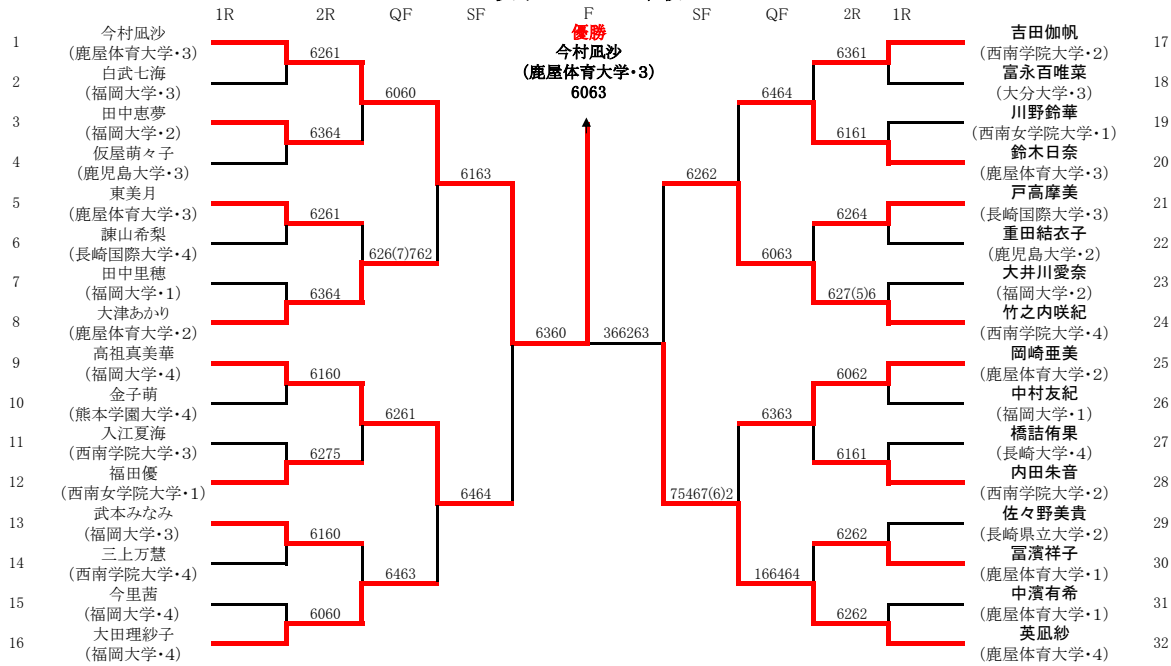 1R 2R QF SF F SF QF 2R 1R
優勝
今村凪沙
(鹿屋体育大学・3)
6063
1 今村凪沙
(鹿屋体育大学・3)
2 白武七海
(福岡大学・3)
3 田中恵夢
(福岡大学・2)
4 仮屋萌々子
(鹿児島大学・3)
5 東美月
(鹿屋体育大学・3)
6 諌山希梨
(長崎国際大学・4)
7 田中里穂
(福岡大学・1)
8 大津あかり
(鹿屋体育大学・2)
9 高祖真美華
(福岡大学・4)
10 金子萌
(熊本学園大学・4)
11 入江夏海
(西南学院大学・3)
12 福田優
(西南女学院大学・1)
13 武本みなみ
(福岡大学・3)
14 三上万慧
(西南学院大学・4)
15 今里茜
(福岡大学・4)
16 大田理紗子
(福岡大学・4)
6261
6364
6261
6364
6160
6275
6160
6060
6060
626(7)762
6261
6463
6163
6464
6360
366263
6262
75467(6)2
6464
6063
6363
166464
6361
6161
6264
627(5)6
6062
6161
6262
6262
吉田伽帆 17
(西南学院大学・2)
富永百唯菜 18
(大分大学・3)
川野鈴華 19
(西南女学院大学・1)
鈴木日奈 20
(鹿屋体育大学・3)
戸高摩美 21
(長崎国際大学・3)
重田結衣子 22
(鹿児島大学・2)
大井川愛奈 23
(福岡大学・2)
竹之内咲紀 24
(西南学院大学・4)
岡崎亜美 25
(鹿屋体育大学・2)
中村友紀 26
(福岡大学・1)
橋詰侑果 27
(長崎大学・4)
内田朱音 28
(西南学院大学・2)
佐々野美貴 29
(長崎県立大学・2)
冨濱祥子 30
(鹿屋体育大学・1)
中濱有希 31
(鹿屋体育大学・1)
英凪紗 32
(鹿屋体育大学・4)